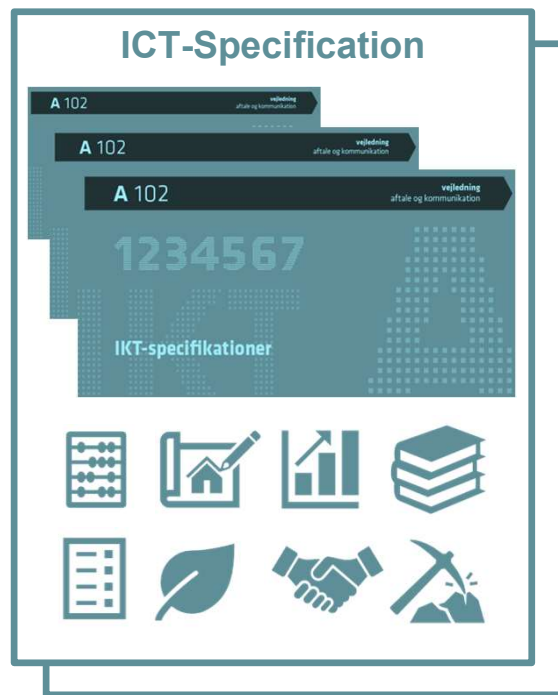 ICT-Specification
A 102
vejledning
aftale og kommunikation
A 102
vejledning
aftale og kommunikation
A 102
vejledning
aftale og kommunikation
1234567
IKT A
IKT-specifikationer